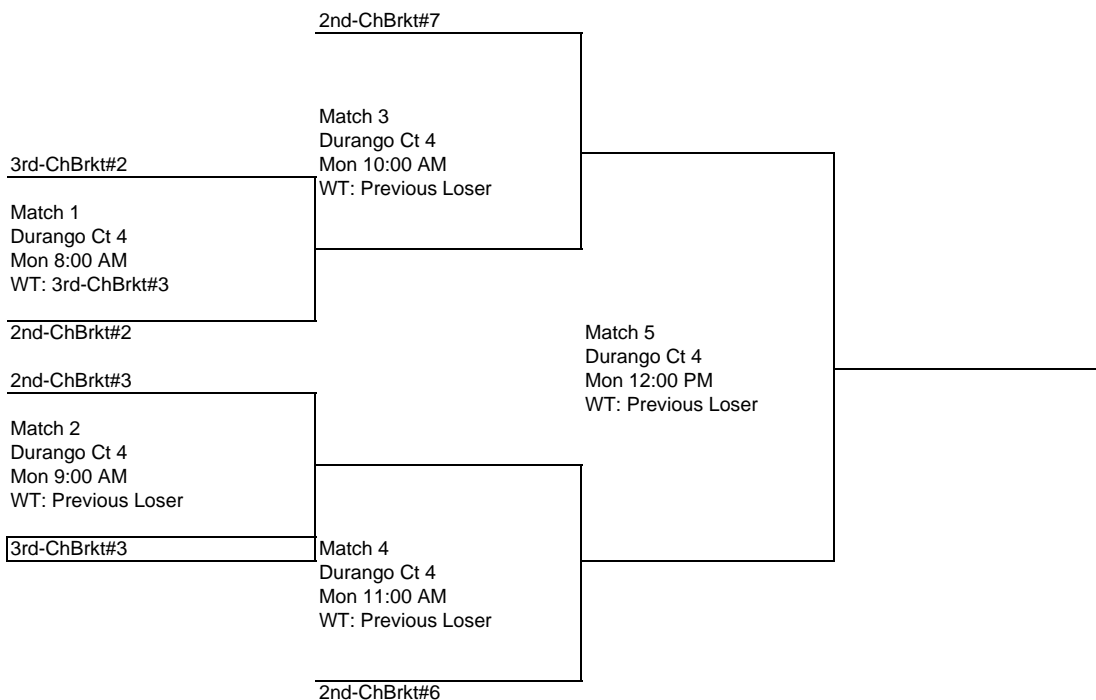 2nd-ChBrkt#7
Match 3
Durango Ct 4
Mon 10:00 AM
WT: Previous Loser
3rd-ChBrkt#2
Match 1
Durango Ct 4
Mon 8:00 AM
WT: 3rd-ChBrkt#3
2nd-ChBrkt#2
Match 5
Durango Ct 4
Mon 12:00 PM
WT: Previous Loser
2nd-ChBrkt#3
Match 2
Durango Ct 4
Mon 9:00 AM
WT: Previous Loser
3rd-ChBrkt#3
Match 4
Durango Ct 4
Mon 11:00 AM
WT: Previous Loser
2nd-ChBrkt#6